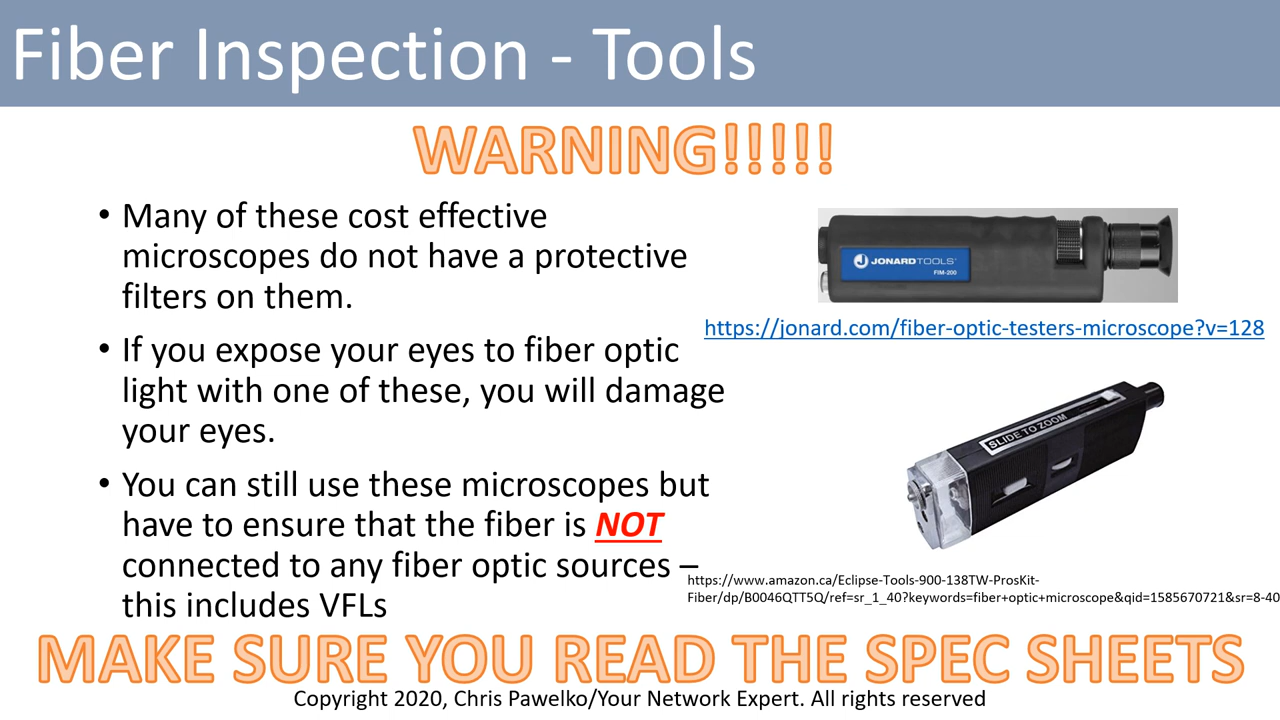 Fiber Inspection - Tools
WARNING!!!!!
• Many of these cost effective
microscopes do not have a protective
filters on them.
• If you expose your eyes to fiber optic
light with one of these, you will damage
your eyes.
• You can still use these microscopes but
have to ensure that the fiber is NOT
connected to any fiber optic sources –
this includes VFLs
JONARD TOOLS
FIM-200
https://jonard.com/fiber-optic-testers-microscope?v=128
SLIDE TO ZOOM
https://www.amazon.ca/Eclipse-Tools-900-138TW-ProsKit-
Fiber/dp/B0046QTT5Q/ref=sr_1_40?keywords=fiber+optic+microscope&qid=1585670721&sr=8-40
MAKE SURE YOU READ THE SPEC SHEETS
Copyright 2020, Chris Pawelko/Your Network Expert. All rights reserved